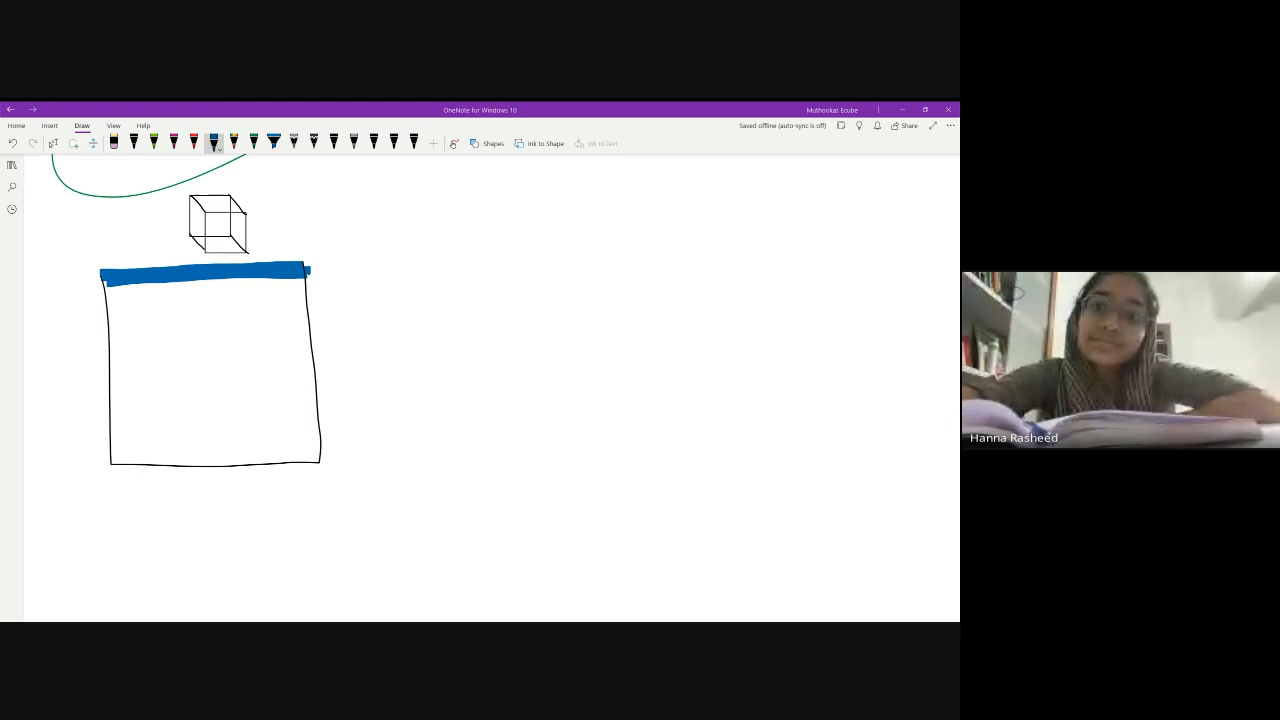 OneNote for Windows 10
Muthookas Ecube
Home Insert Draw View Help
Saved offline (auto-sync is off)
Share
Shapes
Ink to Shape
Ink to Text
Hanna Rasheed